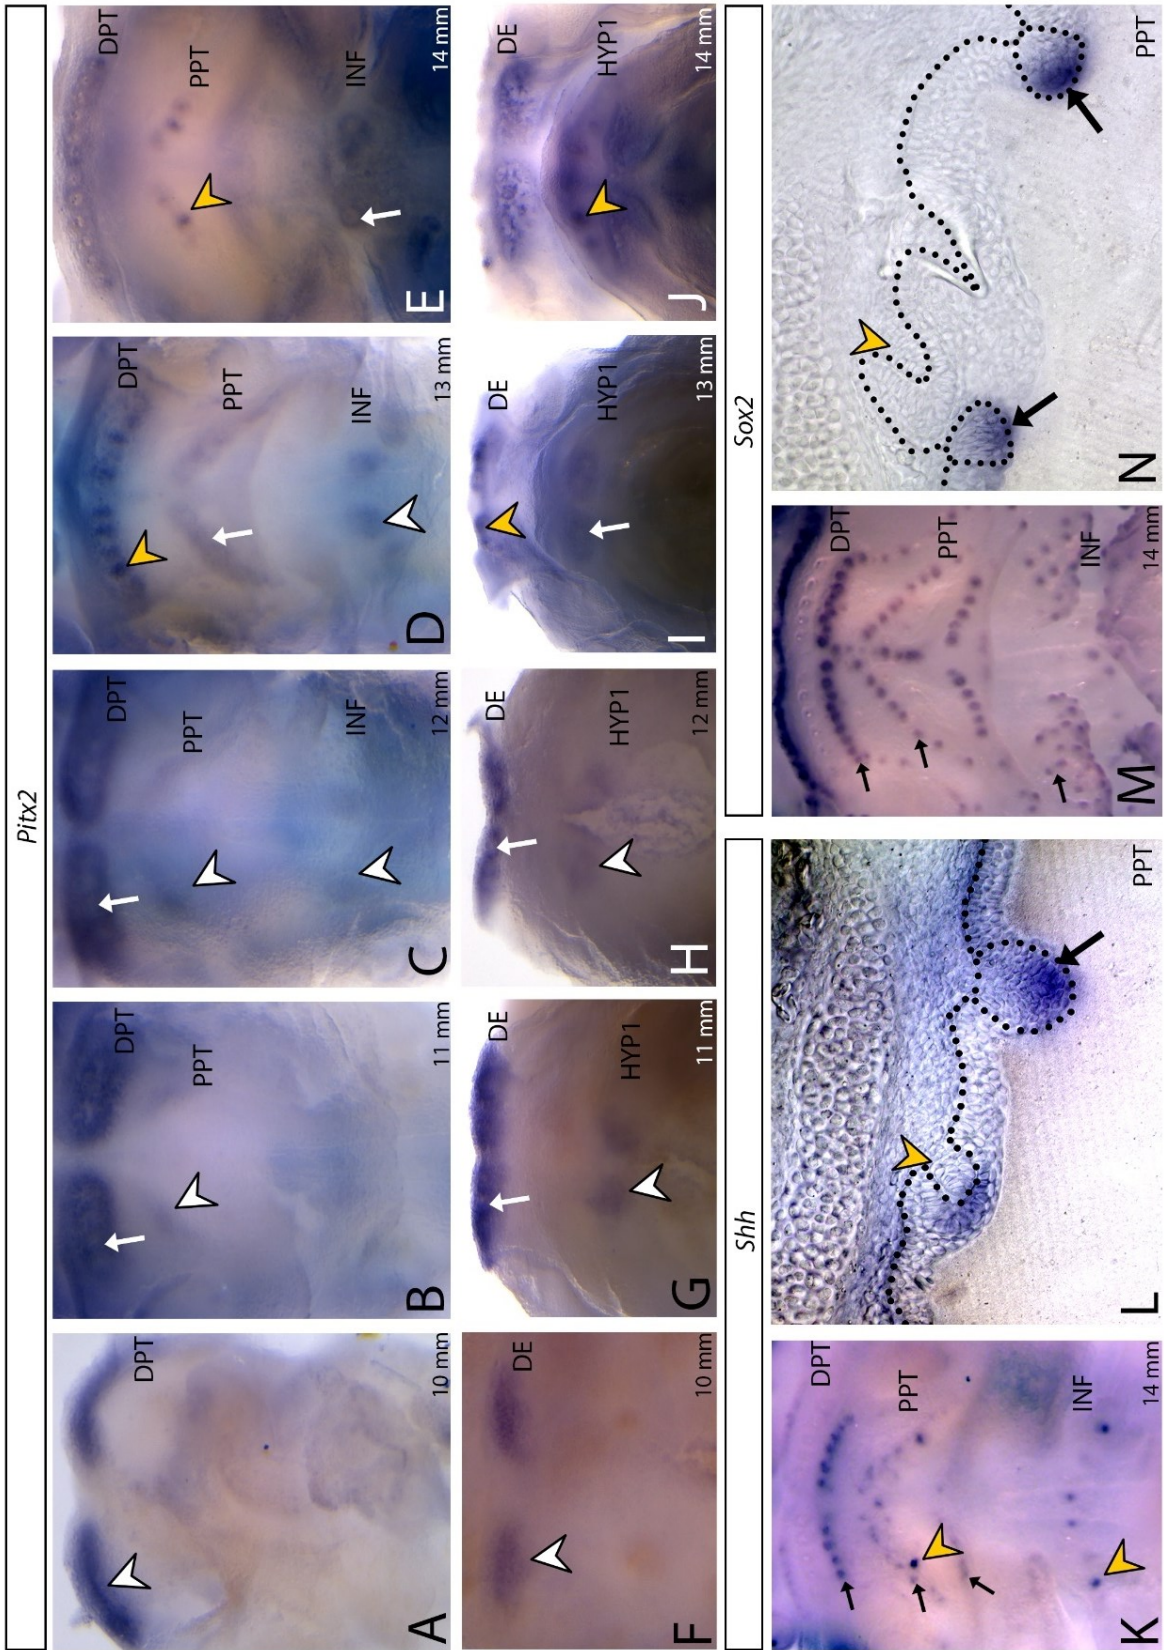 Pitx2
A
DPT
10 mm
B
DPT
PPT
11 mm
C
DPT
PPT
INF
12 mm
D
DPT
PPT
INF
13 mm
E
DPT
PPT
INF
14 mm
F
DE
10 mm
G
DE
HYP1
11 mm
H
DE
HYP1
12 mm
I
DE
HYP1
13 mm
J
DE
HYP1
14 mm
Shh
Sox2
K
DPT
PPT
INF
14 mm
L
PPT
M
DPT
PPT
INF
14 mm
N
PPT